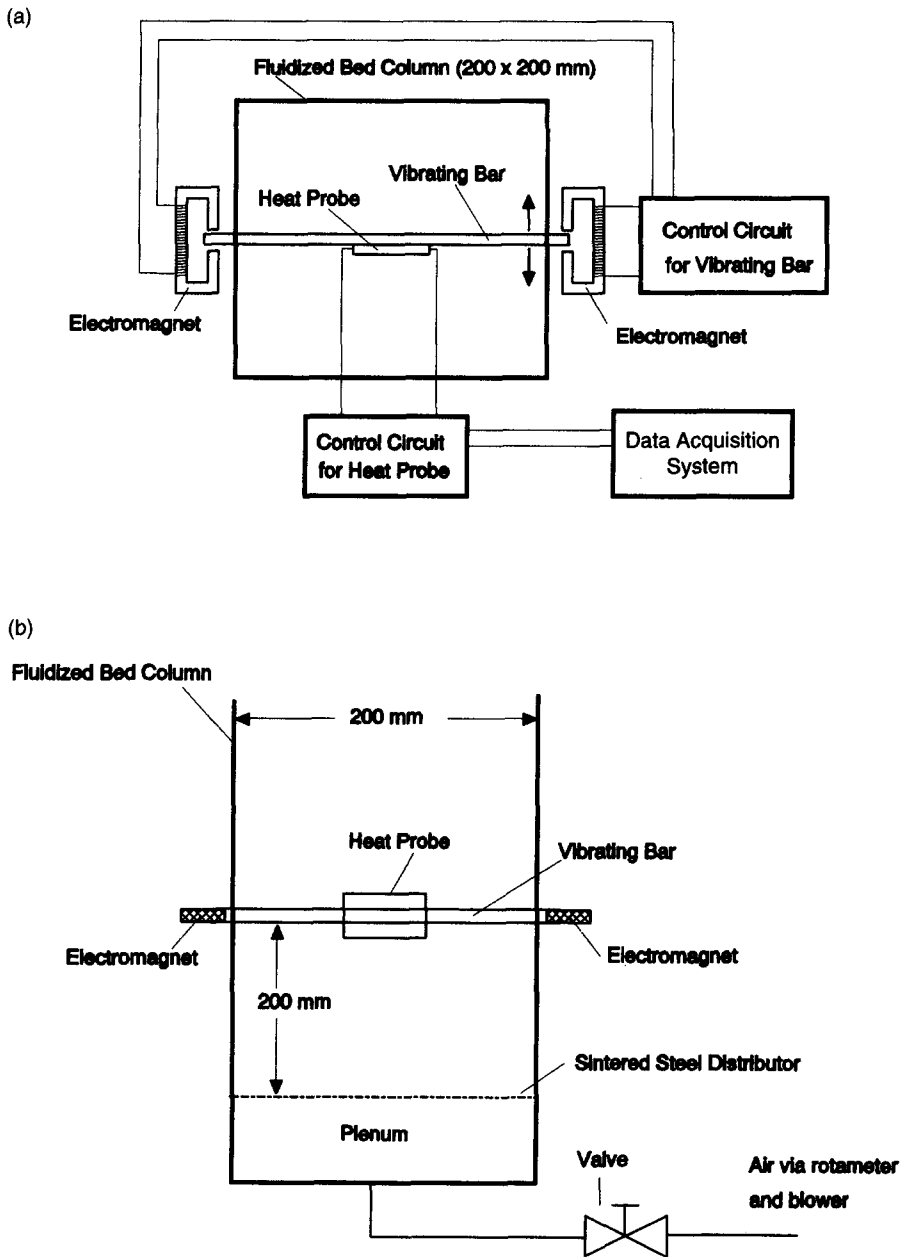 (a)
Fluidized Bed Column (200 x 200 mm)
Vibrating Bar
Heat Probe
Control Circuit
for Vibrating Bar
Electromagnet
Electromagnet
Control Circuit
for Heat Probe
Data Acquisition
System
(b)
Fluidized Bed Column
200 mm
Heat Probe
Vibrating Bar
Electromagnet
Electromagnet
200 mm
Sintered Steel Distributor
Plenum
Valve
Air via rotameter
and blower